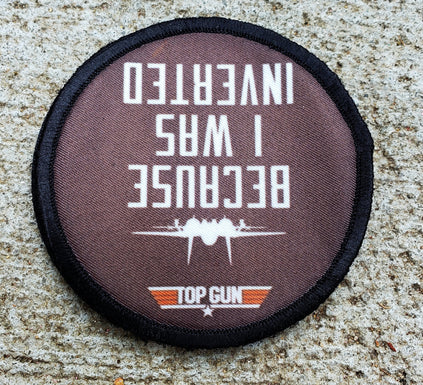 BECAUSE
I WAS
INVERTED
TOP GUN